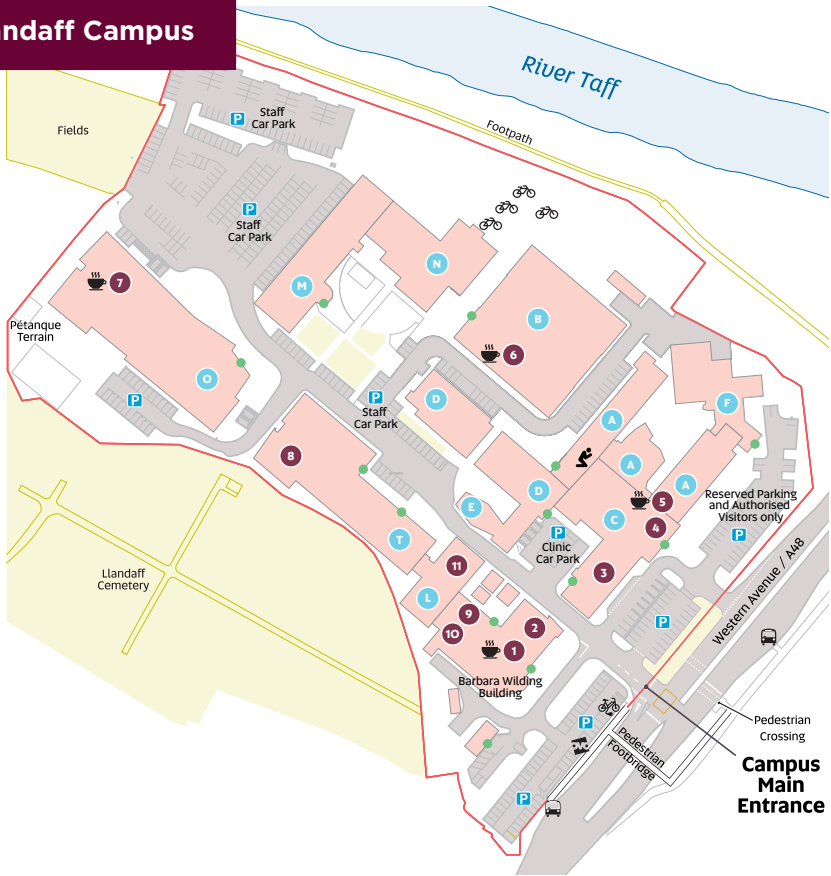 ndaff Campus
River Taff
Footpath
Fields
P
Staff
Car Park
P
Staff
Car Park
N
M
B
7
6
Pétanque
Terrain
O
P
P
Staff
Car Park
D
A
F
8
A
A
D
5
E
C
4
Reserved Parking
and Authorised
Visitors only
P
T
P
Clinic
Car Park
11
3
Llandaff
Cemetery
L
Western Avenue / A48
9
10
2
1
P
Barbara Wilding
Building
P
Pedestrian
Footbridge
Pedestrian
Crossing
Campus
Main
Entrance
P